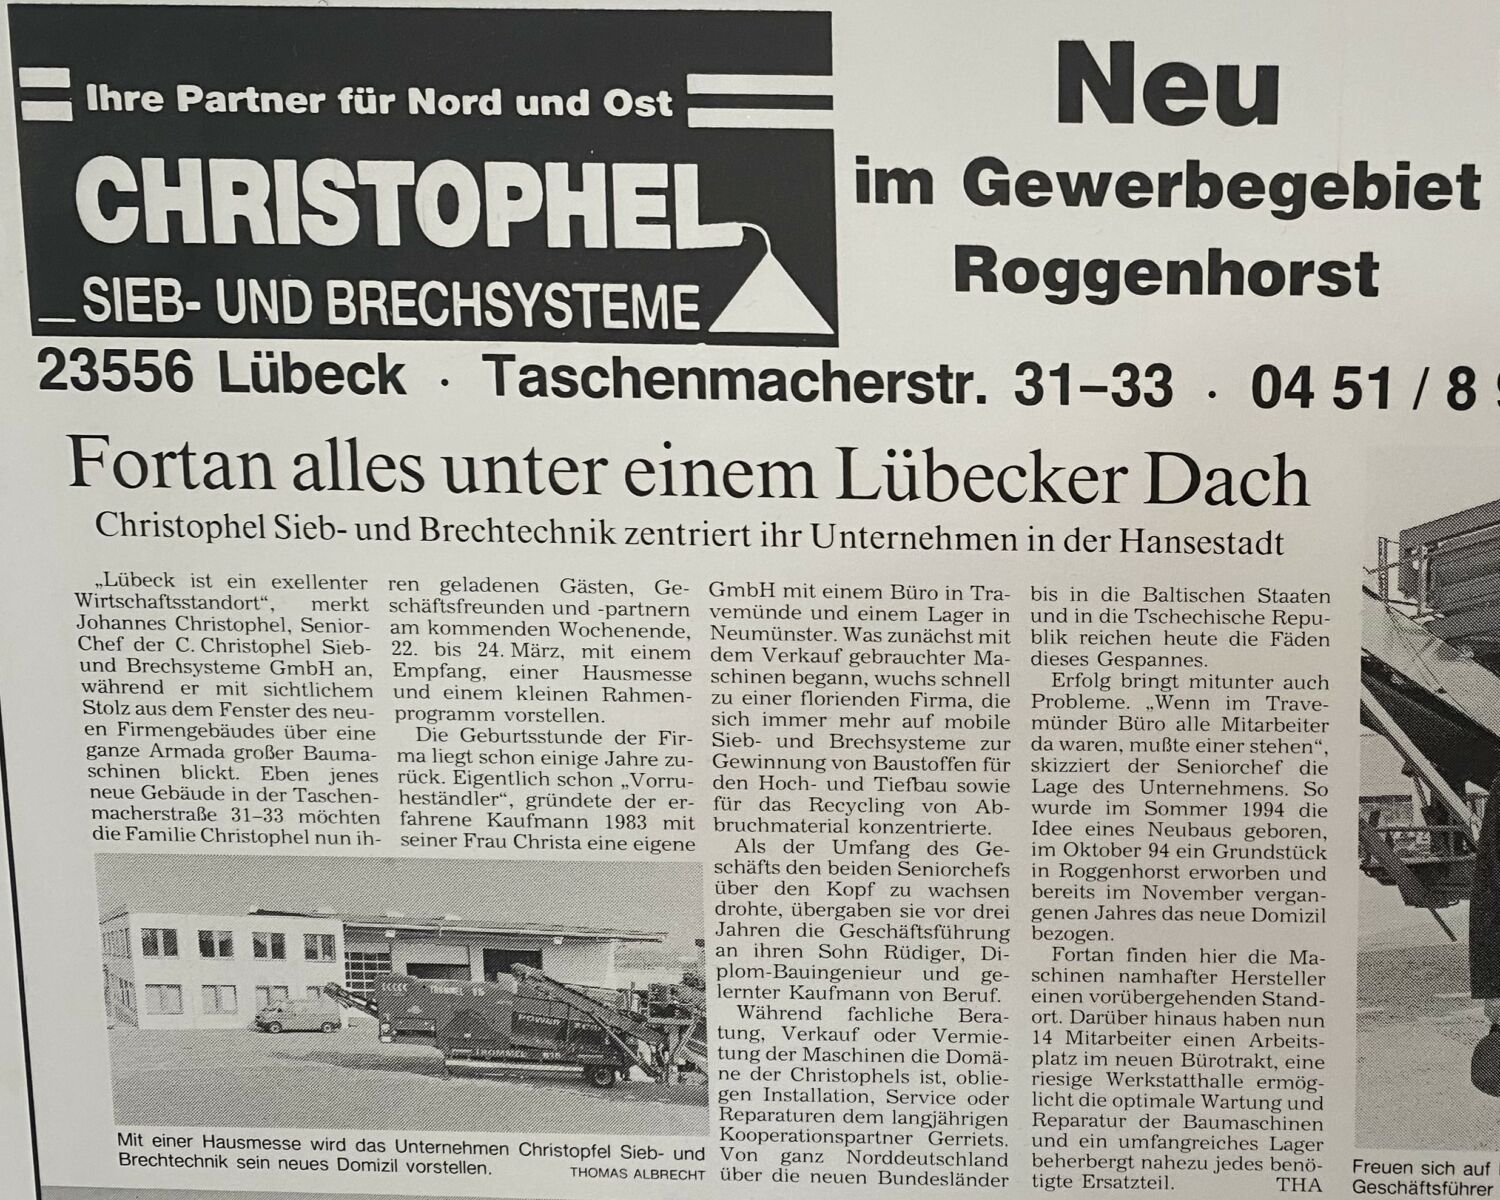 Ihre Partner für Nord und Ost
CHRISTOPHEL
SIEB- UND BRECHSYSTEME
Neu
im Gewerbegebiet
Roggenhorst
23556 Lübeck · Taschenmacherstr. 31–33 · 04 51 / 8
Fortan alles unter einem Lübecker Dach
Christophel Sieb- und Brechtechnik zentriert ihr Unternehmen in der Hansestadt
„Lübeck ist ein exellenter
Wirtschaftsstandort“, merkt
Johannes Christophel, Senior-
Chef der C. Christophel Sieb-
und Brechsysteme GmbH an,
während er mit sichtlichem
Stolz aus dem Fenster des neu-
en Firmengebäudes über eine
ganze Armada großer Bauma-
schinen blickt. Eben jenes
neue Gebäude in der Taschen-
macherstraße 31–33 möchten
die Familie Christophel nun ih-
ren geladenen Gästen, Ge-
schäftsfreunden und -partnern
am kommenden Wochenende,
22. bis 24. März, mit einem
Empfang, einer Hausmesse
und einem kleinen Rahmen-
programm vorstellen.
Die Geburtsstunde der Fir-
ma liegt schon einige Jahre zu-
rück. Eigentlich schon „Vorru-
heständler“, gründete der er-
fahrene Kaufmann 1983 mit
seiner Frau Christa eine eigene
GmbH mit einem Büro in Tra-
vemünde und einem Lager in
Neumünster. Was zunächst mit
dem Verkauf gebrauchter Ma-
schinen begann, wuchs schnell
zu einer florienden Firma, die
sich immer mehr auf mobile
Sieb- und Brechsysteme zur
Gewinnung von Baustoffen für
den Hoch- und Tiefbau sowie
für das Recycling von Ab-
bruchmaterial konzentrierte.
Als der Umfang des Ge-
schäfts den beiden Seniorchefs
über den Kopf zu wachsen
drohte, übergaben sie vor drei
Jahren die Geschäftsführung
an ihren Sohn Rüdiger, Di-
plom-Bauingenieur und ge-
lernter Kaufmann von Beruf.
Während fachliche Bera-
tung, Verkauf oder Vermie-
tung der Maschinen die Domä-
ne der Christophels ist, oblie-
gen Installation, Service oder
Reparaturen dem langjährigen
Kooperationspartner Gerriets.
Von ganz Norddeutschland
über die neuen Bundesländer
bis in die Baltischen Staaten
und in die Tschechische Repu-
blik reichen heute die Fäden
dieses Gespannes.
Erfolg bringt mitunter auch
Probleme. „Wenn im Trave-
münder Büro alle Mitarbeiter
da waren, mußte einer stehen“,
skizziert der Seniorchef die
Lage des Unternehmens. So
wurde im Sommer 1994 die
Idee eines Neubaus geboren,
im Oktober 94 ein Grundstück
in Roggenhorst erworben und
bereits im November vergan-
genen Jahres das neue Domizil
bezogen.
Fortan finden hier die Ma-
schinen namhafter Hersteller
einen vorübergehenden Stand-
ort. Darüber hinaus haben nun
14 Mitarbeiter einen Arbeits-
platz im neuen Bürotrakt, eine
riesige Werkstatthalle ermög-
licht die optimale Wartung und
Reparatur der Baumaschinen
und ein umfangreiches Lager
beherbergt nahezu jedes benö-
tigte Ersatzteil. THA
Mit einer Hausmesse wird das Unternehmen Christopfel Sieb- und
Brechtechnik sein neues Domizil vorstellen. THOMAS ALBRECHT
Freuen sich auf
Geschäftsführer